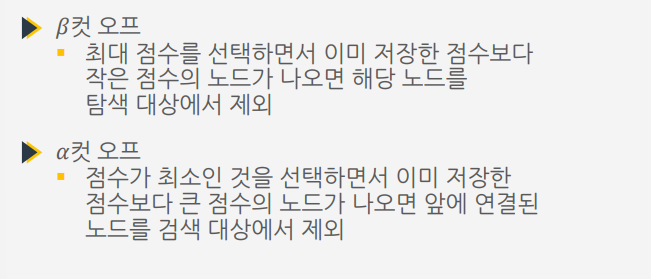 β컷 오프
최대 점수를 선택하면서 이미 저장한 점수보다
작은 점수의 노드가 나오면 해당 노드를
탐색 대상에서 제외
α컷 오프
점수가 최소인 것을 선택하면서 이미 저장한
점수보다 큰 점수의 노드가 나오면 앞에 연결된
노드를 검색 대상에서 제외